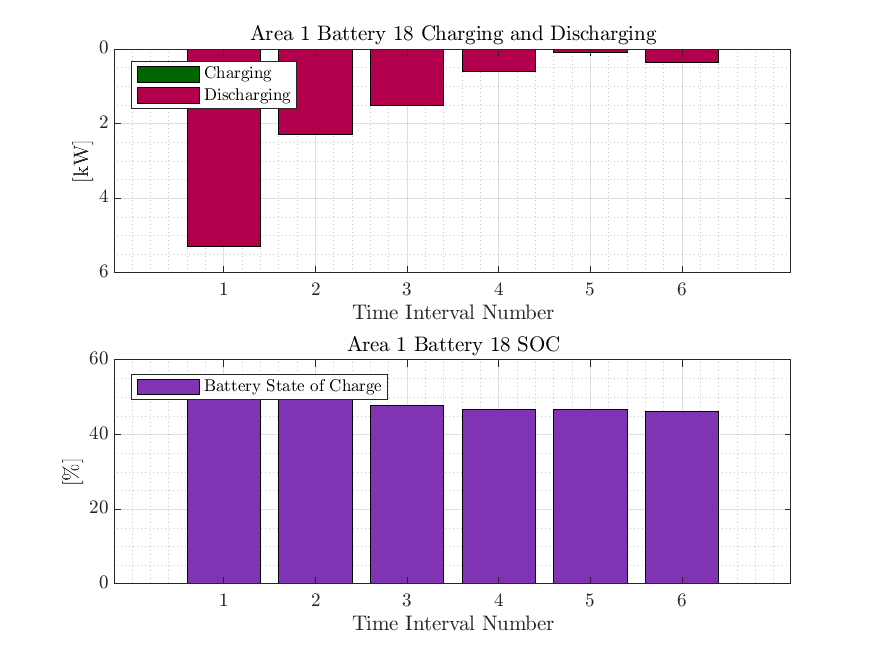 Area 1 Battery 18 Charging and Discharging
0
2
4
6
[kW]
Charging
Discharging
1 2 3 4 5 6
Time Interval Number
Area 1 Battery 18 SOC
60
40
20
0
[%]
Battery State of Charge
1 2 3 4 5 6
Time Interval Number